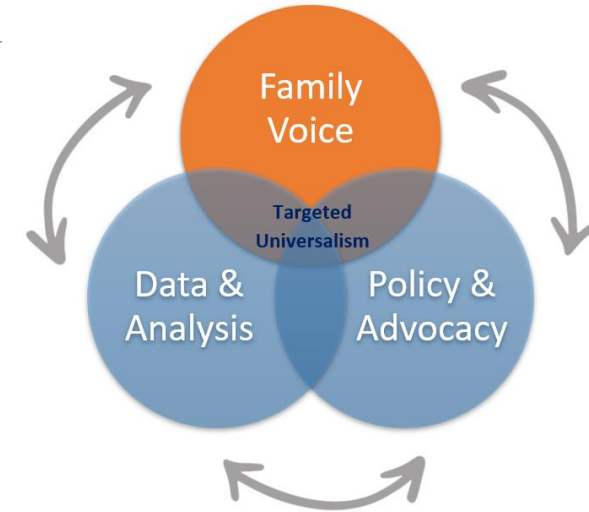 Family
Voice
Targeted
Universalism
Data &
Analysis
Policy &
Advocacy